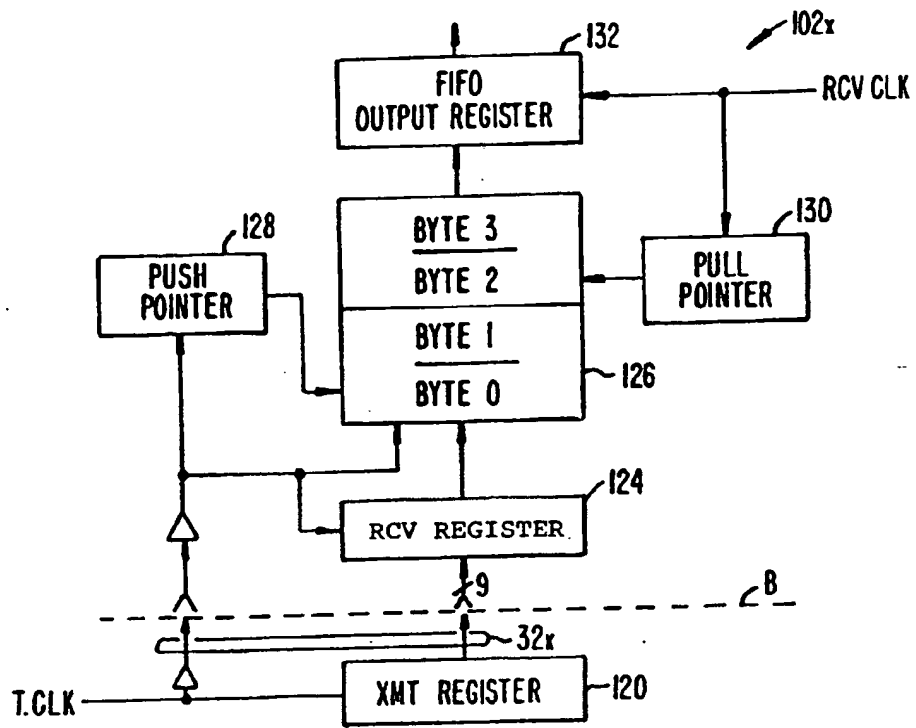 132
102x
FIFO
OUTPUT REGISTER
RCV CLK
128
PUSH
POINTER
BYTE 3
BYTE 2
130
PULL
POINTER
BYTE 1
BYTE 0
126
124
RCV REGISTER
9
B
32x
T.CLK
XMT REGISTER
120